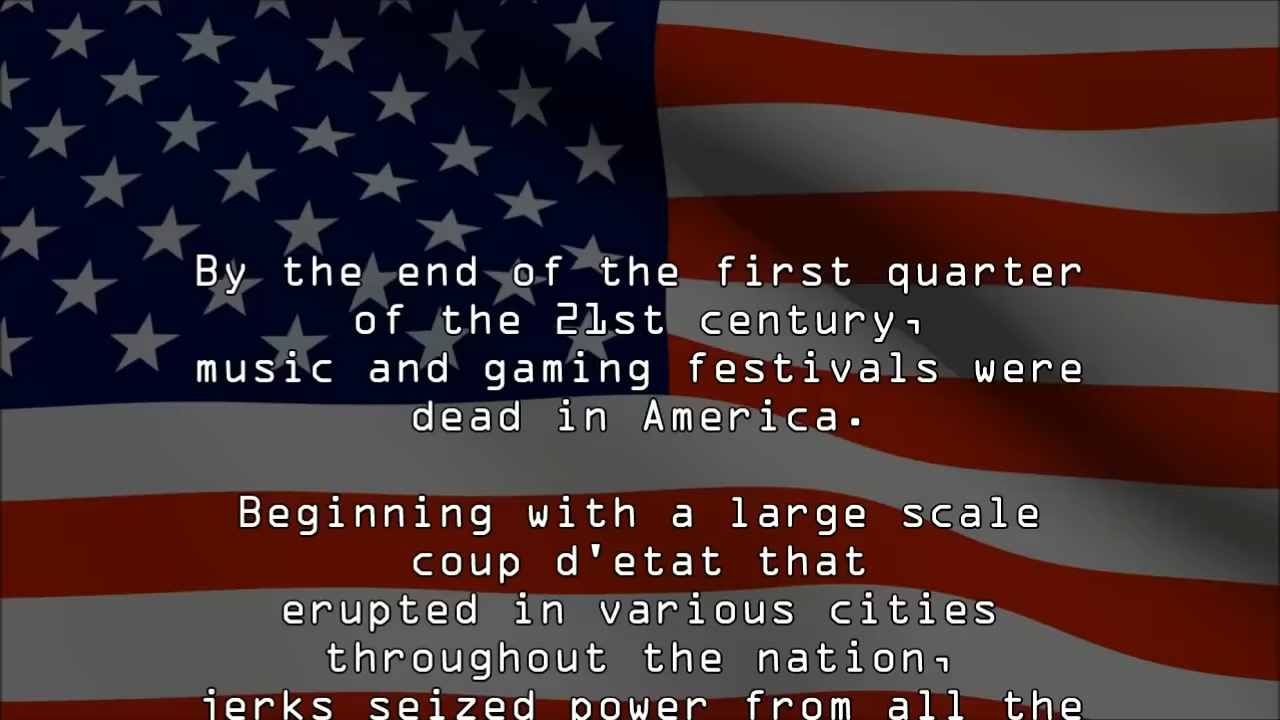 By the end of the first quarter
of the 21st century,
music and gaming festivals were
dead in America.
Beginning with a large scale
coup d'etat that
erupted in various cities
throughout the nation,
jerks seized power from all the